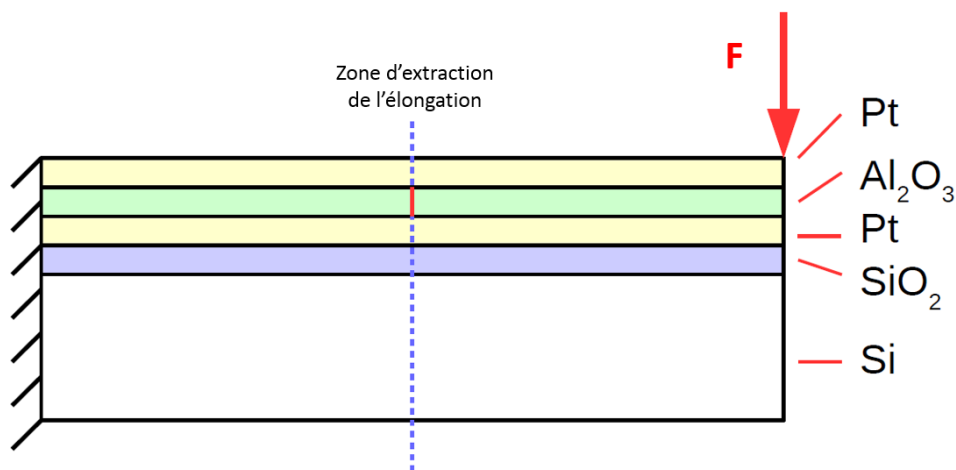 F
Zone d'extraction
de l'élongation
Pt
Al₂O₃
Pt
SiO₂
Si